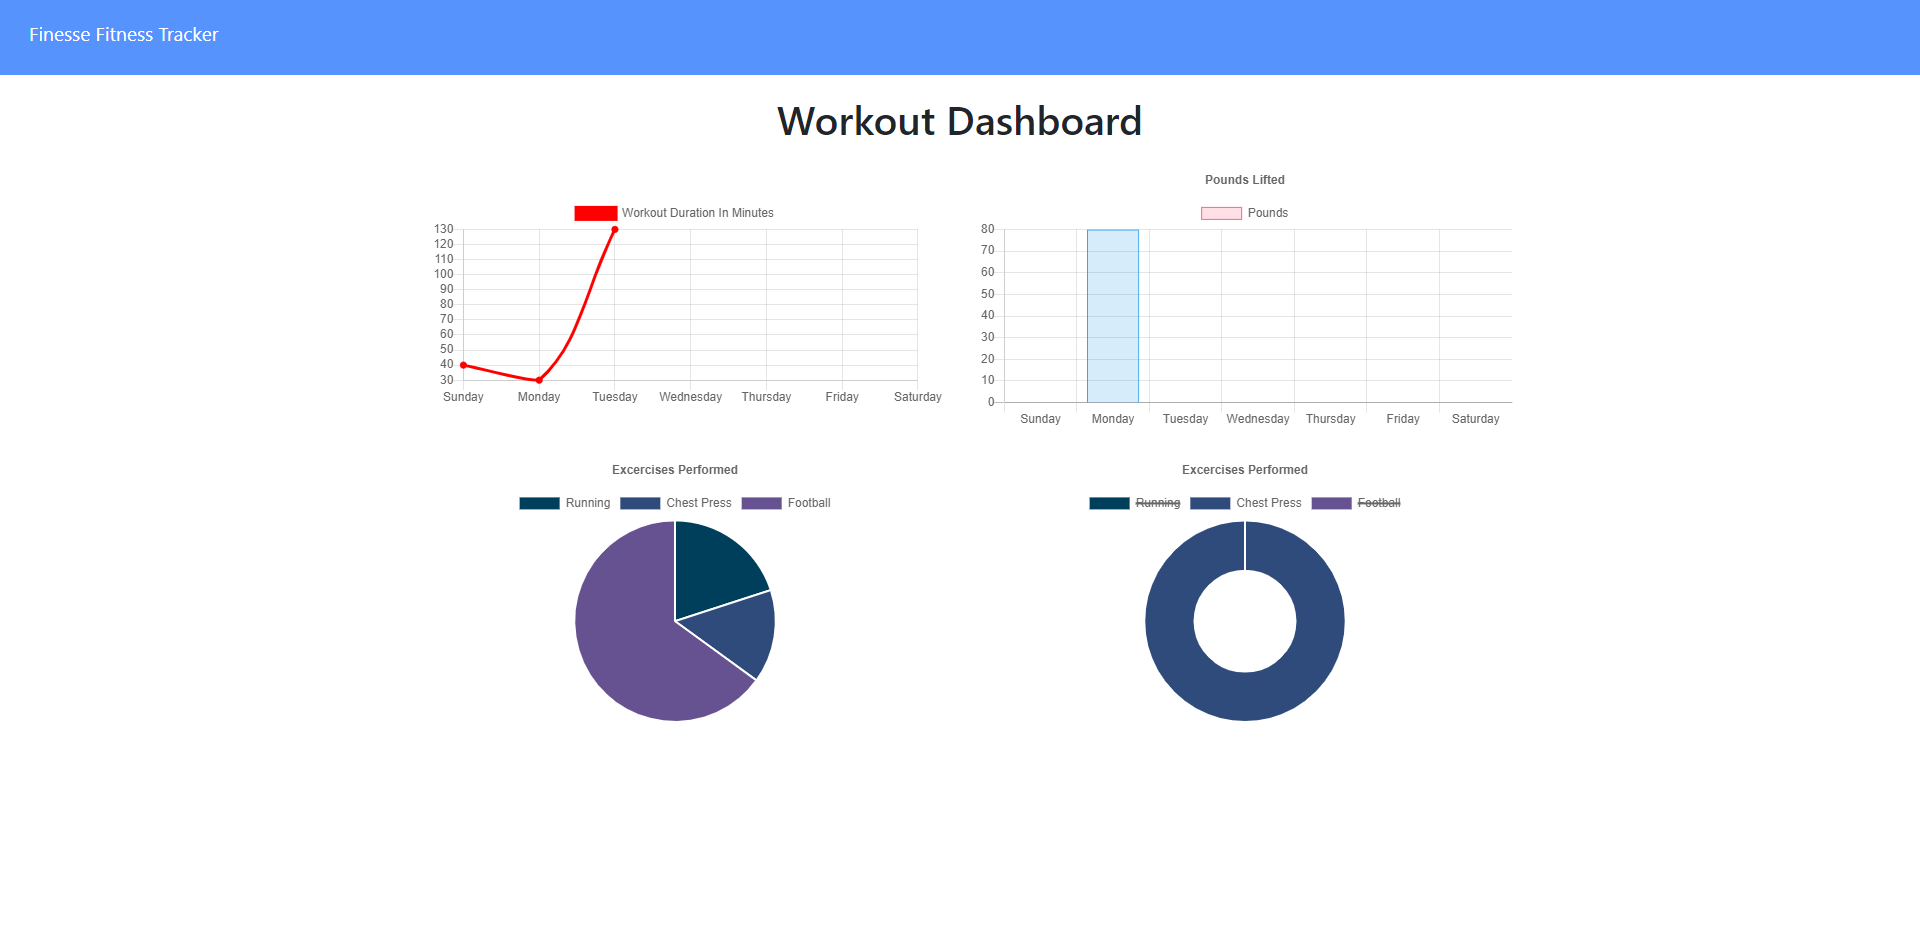 Finesse Fitness Tracker
Workout Dashboard
Workout Duration In Minutes
130
120
110
100
90
80
70
60
50
40
30
Sunday Monday Tuesday Wednesday Thursday Friday Saturday
Pounds Lifted
Pounds
80
70
60
50
40
30
20
10
0
Sunday Monday Tuesday Wednesday Thursday Friday Saturday
Excercises Performed
Running Chest Press Football
Excercises Performed
Running Chest Press Football